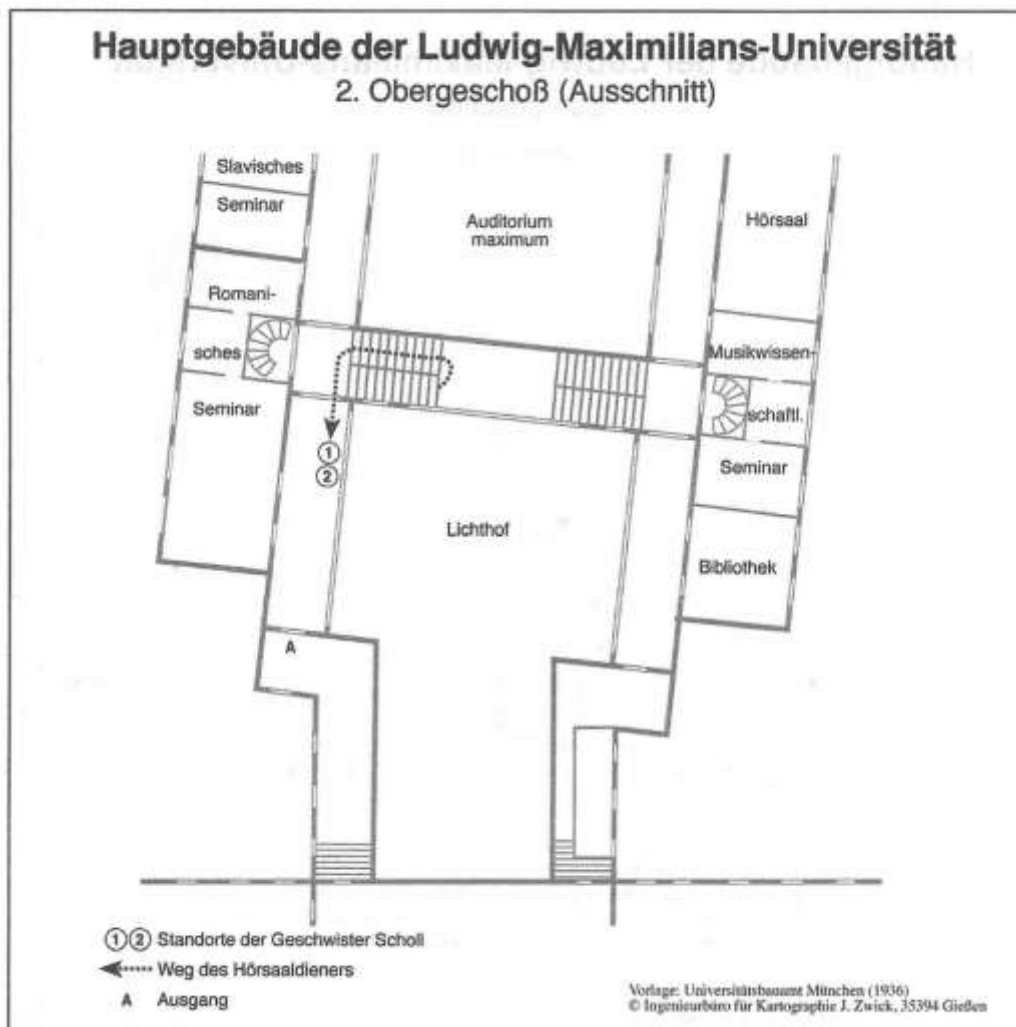 Hauptgebäude der Ludwig-Maximilians-Universität
2. Obergeschoß (Ausschnitt)
Slavisches
Seminar
Auditorium
maximum
Hörsaal
Romani-
sches
Seminar
Musikwissen-
schaftl.
Seminar
Bibliothek
1
2
Lichthof
A
1 2 Standorte der Geschwister Scholl
Weg des Hörsaaldieners
A Ausgang
Vorlage: Universitätsbauamt München (1936)
© Ingenieurbüro für Kartographie J. Zwick, 35394 Gießen